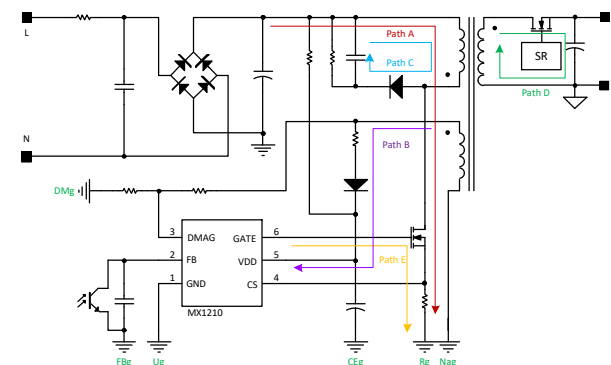 L
Path A
Path C
SR
Path D
N
Path B
DMg
3 DMAG GATE 6
2 FB VDD 5
Path E
1 GND CS 4
MX1210
FBg Ug CEg Rg Nag